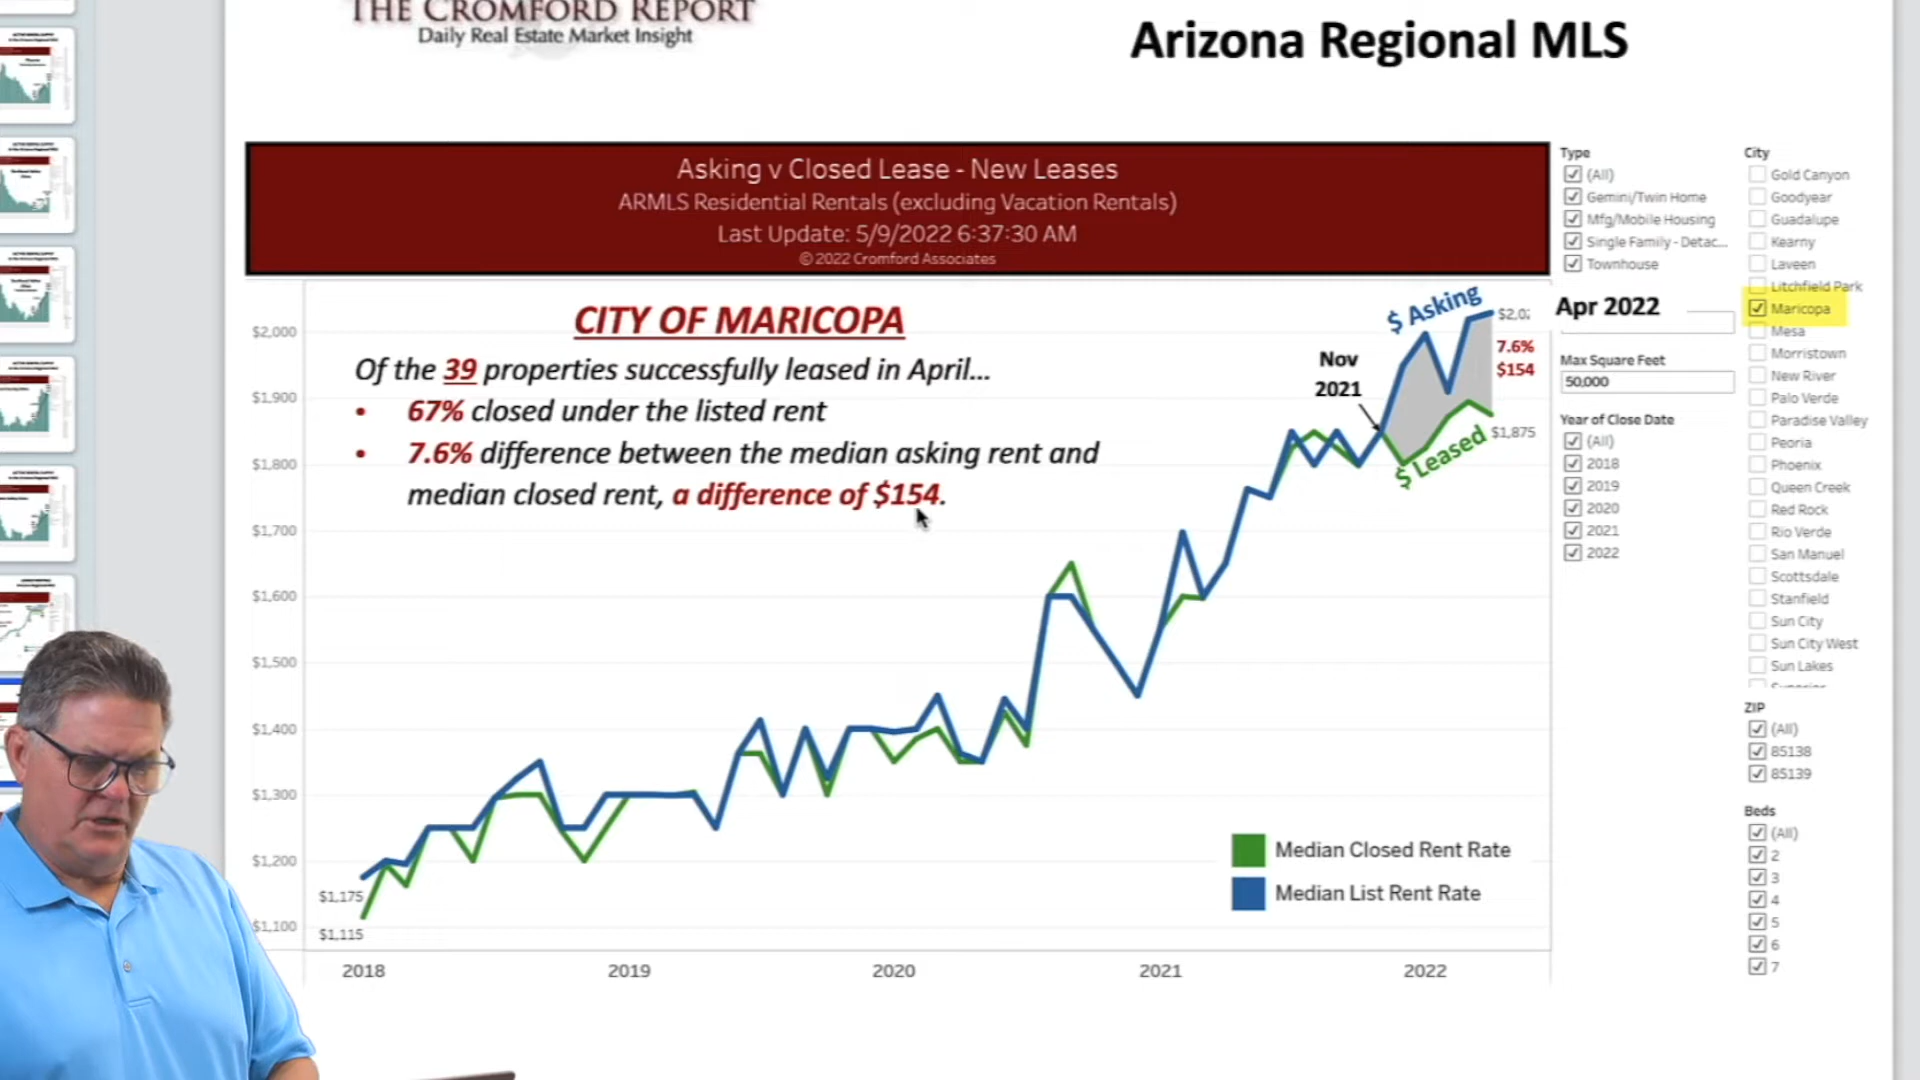 THE CROMFORD REPORT
Daily Real Estate Market Insight
Arizona Regional MLS
Asking v Closed Lease - New Leases
ARMLS Residential Rentals (excluding Vacation Rentals)
Last Update: 5/9/2022 6:37:30 AM
© 2022 Cromford Associates
CITY OF MARICOPA
Of the 39 properties successfully leased in April...
• 67% closed under the listed rent
• 7.6% difference between the median asking rent and
median closed rent, a difference of $154.
$2,000
$1,900
$1,800
$1,700
$1,600
$1,500
$1,400
$1,300
$1,200
$1,100
$1,175
$1,115
2018
2019
2020
2021
2022
Nov
2021
$ Asking
$ Leased
7.6%
$154
$1,875
Median Closed Rent Rate
Median List Rent Rate
Type
(All)
Gemini/Twin Home
Mfg/Mobile Housing
Single Family - Detac...
Townhouse
Apr 2022
Max Square Feet
50,000
Year of Close Date
(All)
2018
2019
2020
2021
2022
City
Gold Canyon
Goodyear
Guadalupe
Kearny
Laveen
Litchfield Park
Maricopa
Mesa
Morristown
New River
Palo Verde
Paradise Valley
Peoria
Phoenix
Queen Creek
Red Rock
Rio Verde
San Manuel
Scottsdale
Stanfield
Sun City
Sun City West
Sun Lakes
ZIP
(All)
85138
85139
Beds
(All)
2
3
4
5
6
7